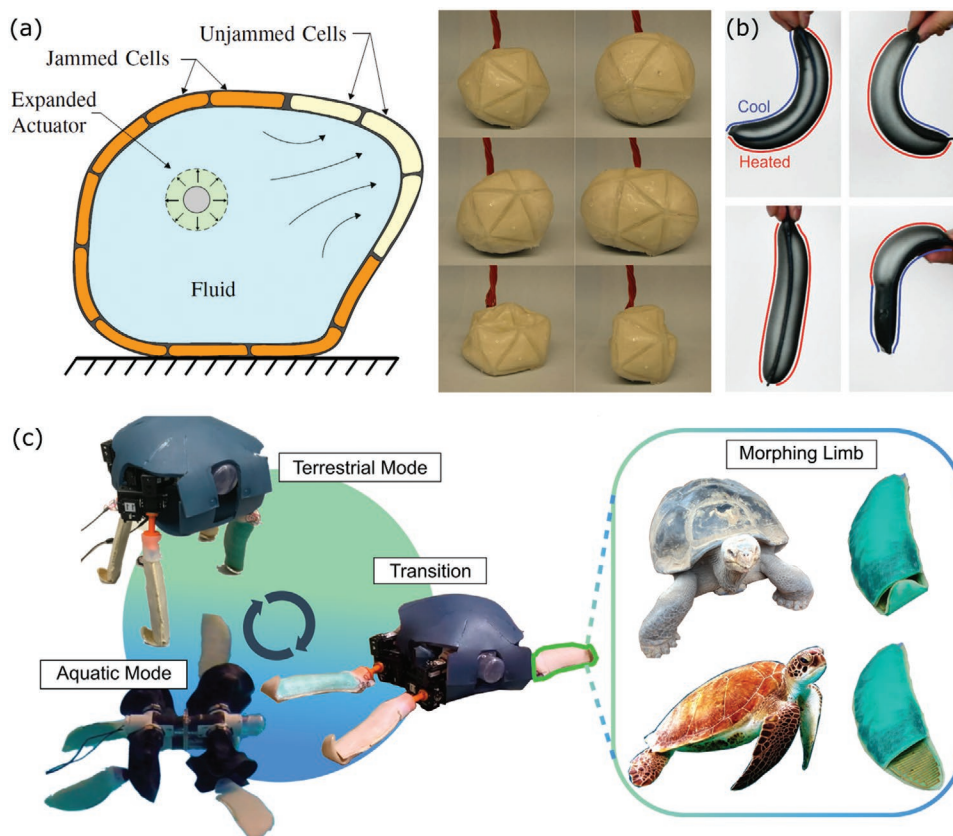 (a)
Unjammed Cells
Jammed Cells
Expanded
Actuator
Fluid
(b)
Cool
Heated
(c)
Terrestrial Mode
Transition
Aquatic Mode
Morphing Limb